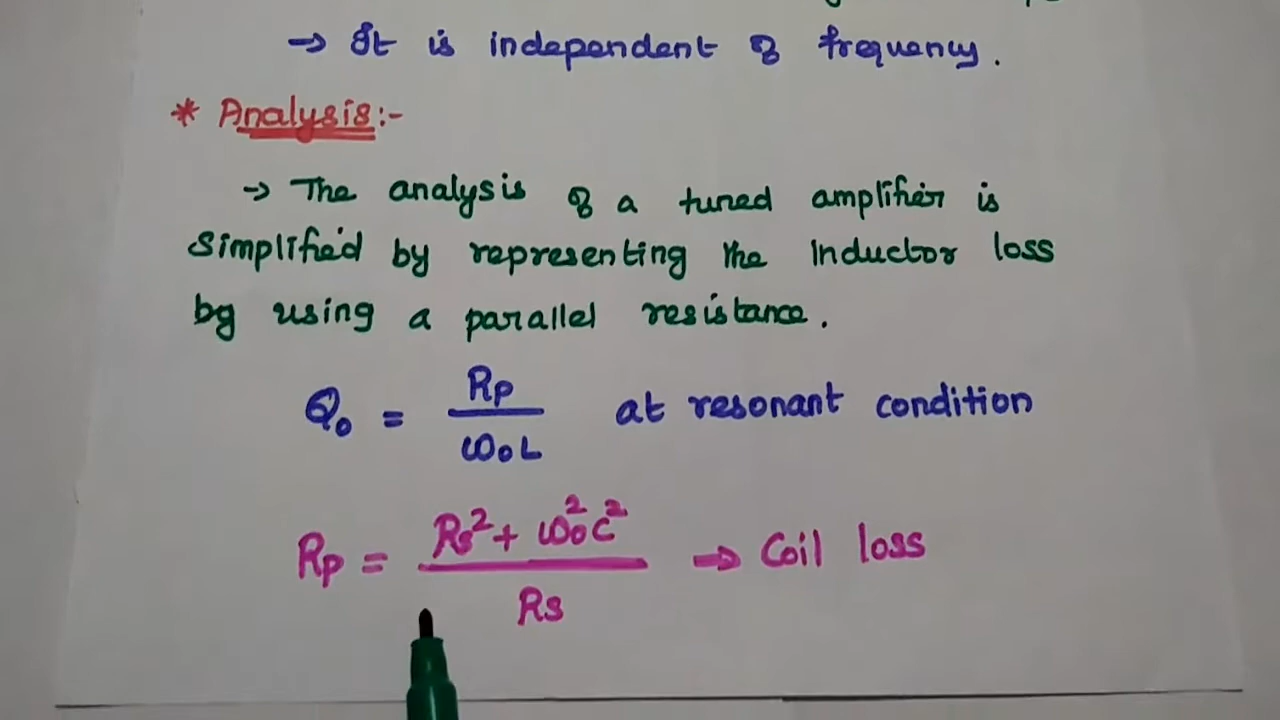 → It is independent of frequency.
* Analysis:-
→ The analysis of a tuned amplifier is
simplified by representing the inductor loss
by using a parallel resistance.
Q₀ = Rp / ω₀L at resonant condition
Rp = Rs² + ω₀²C² / Rs → Coil loss